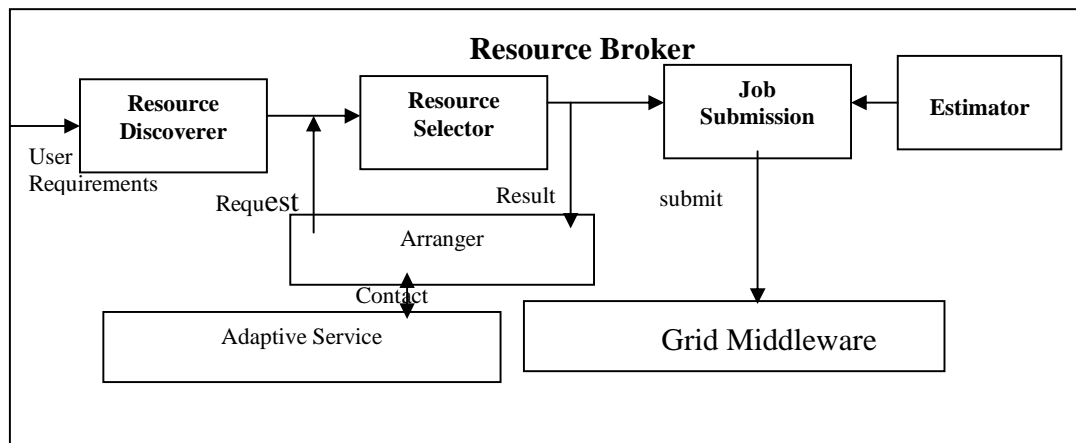 Resource Broker
Resource
Discoverer
Resource
Selector
Job
Submission
Estimator
User
Requirements
Request
Result
submit
Arranger
Contact
Adaptive Service
Grid Middleware